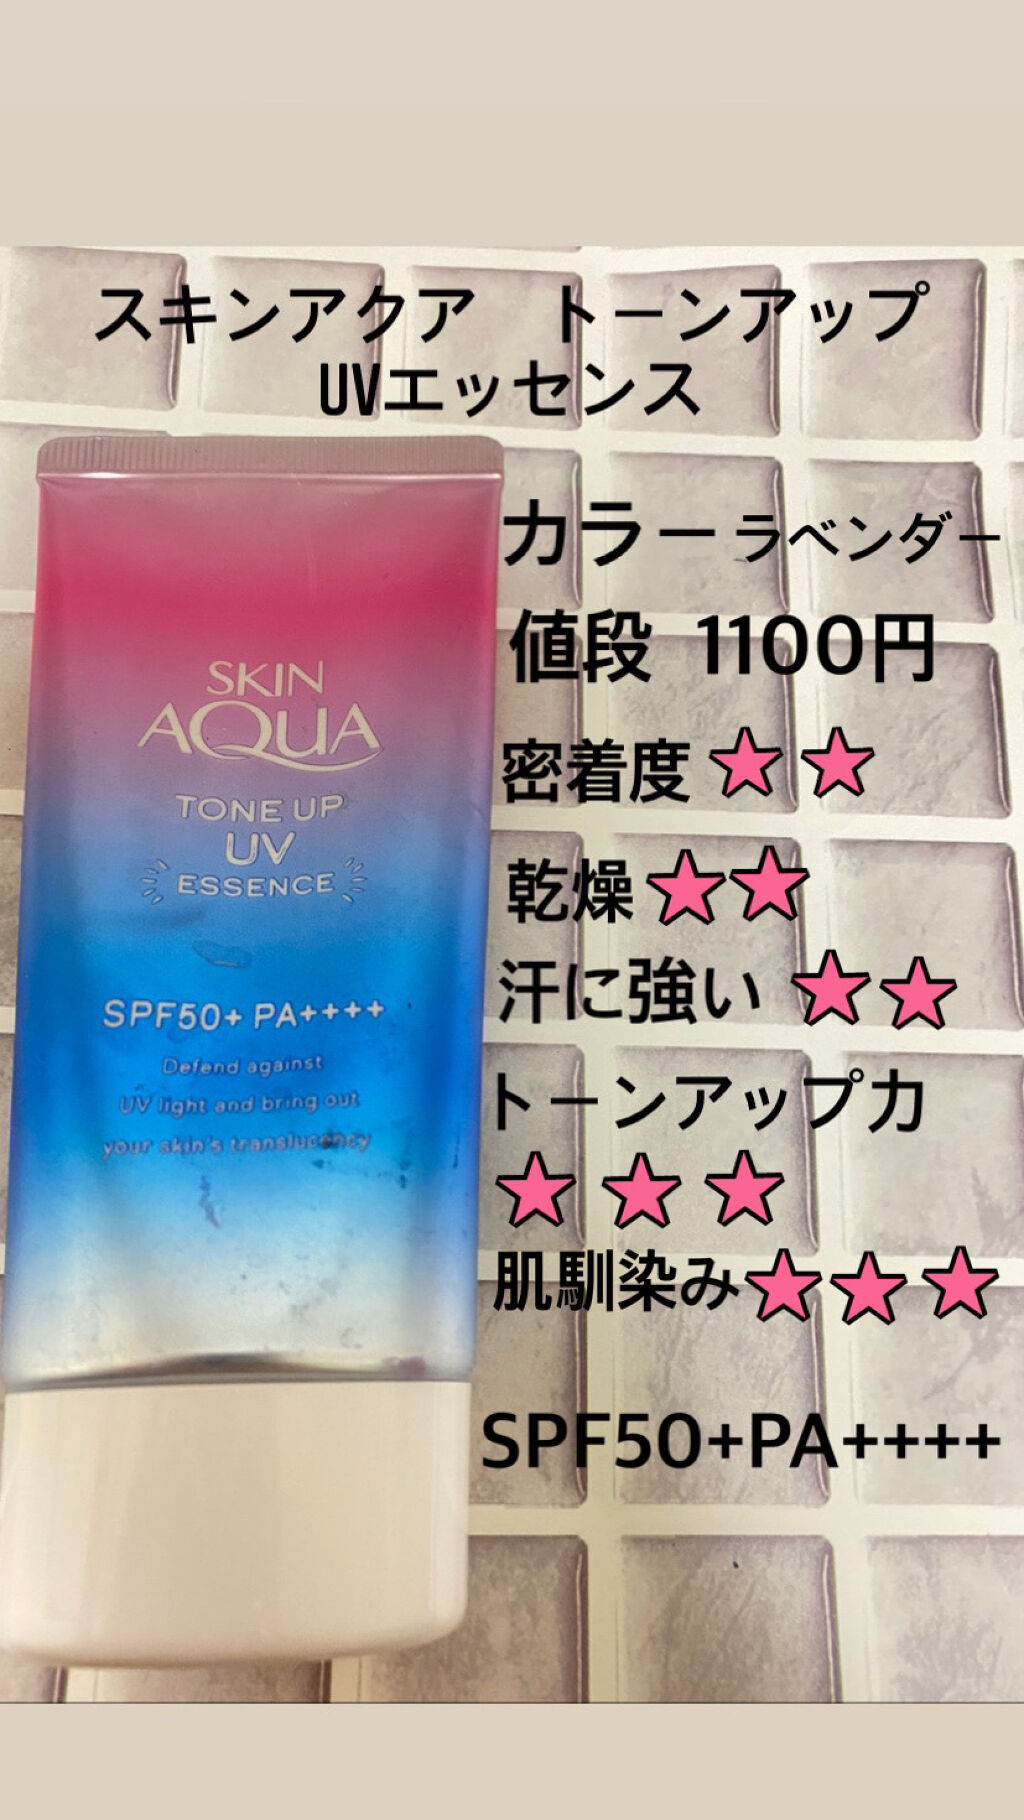 スキンアクア　トーンアップ
UVエッセンス
カラー ラベンダー
値段 1100円
密着度 ★ ★
乾燥 ★★
汗に強い ★★
トーンアップ力
★ ★ ★
肌馴染み★★★
SPF50+PA++++
SKIN
AQUA
TONE UP
UV
ESSENCE
SPF50+ PA++++
Defend against
UV light and bring out
your skin's translucency